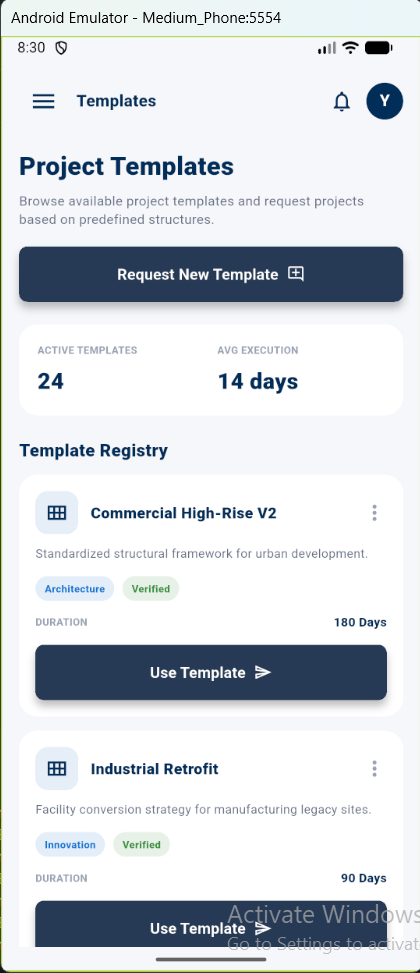 Android Emulator - Medium_Phone:5554
8:30
Templates
Y
Project Templates
Browse available project templates and request projects
based on predefined structures.
Request New Template
ACTIVE TEMPLATES
AVG EXECUTION
24
14 days
Template Registry
Commercial High-Rise V2
Standardized structural framework for urban development.
Architecture
Verified
DURATION
180 Days
Use Template
Industrial Retrofit
Facility conversion strategy for manufacturing legacy sites.
Innovation
Verified
DURATION
90 Days
Activate Windows
Use Template
Go to Settings to activat